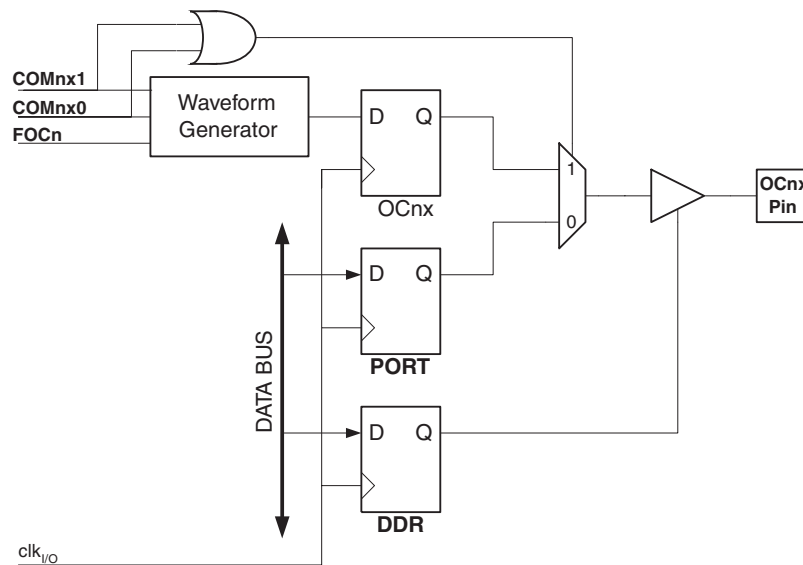 COMnx1
COMnx0
FOCn
Waveform
Generator
D Q
OCnx
1
0
OCnx
Pin
D Q
PORT
DATA BUS
D Q
DDR
clkI/O